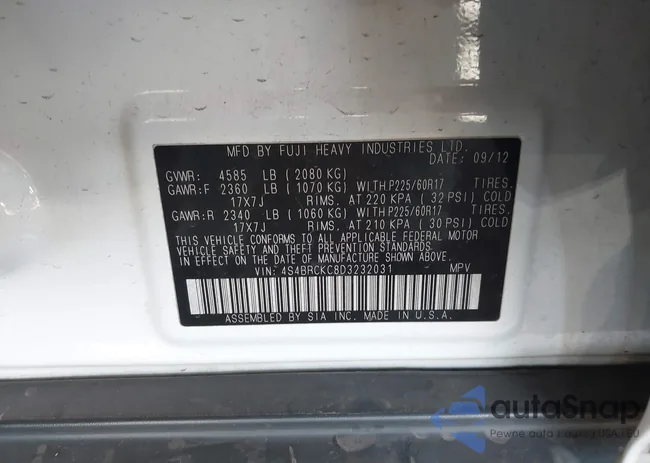 MFD BY FUJI HEAVY INDUSTRIES LTD.
DATE: 09/12
GVWR: 4585 LB ( 2080 KG)
GAWR:F 2360 LB ( 1070 KG) WITH P225/60R17 TIRES.
17X7J RIMS. AT 220 KPA ( 32 PSI) COLD
GAWR:R 2340 LB ( 1060 KG) WITH P225/60R17 TIRES.
17X7J RIMS. AT 210 KPA ( 30 PSI) COLD
THIS VEHICLE CONFORMS TO ALL APPLICABLE FEDERAL MOTOR
VEHICLE SAFETY AND THEFT PREVENTION STANDARDS
IN EFFECT ON THE DATE OF MANUFACTURE SHOWN ABOVE.
VIN: 4S4BRCKC8D3232031 MPV
ASSEMBLED BY SIA INC. MADE IN U.S.A.
autoSnap
Pewne auto z